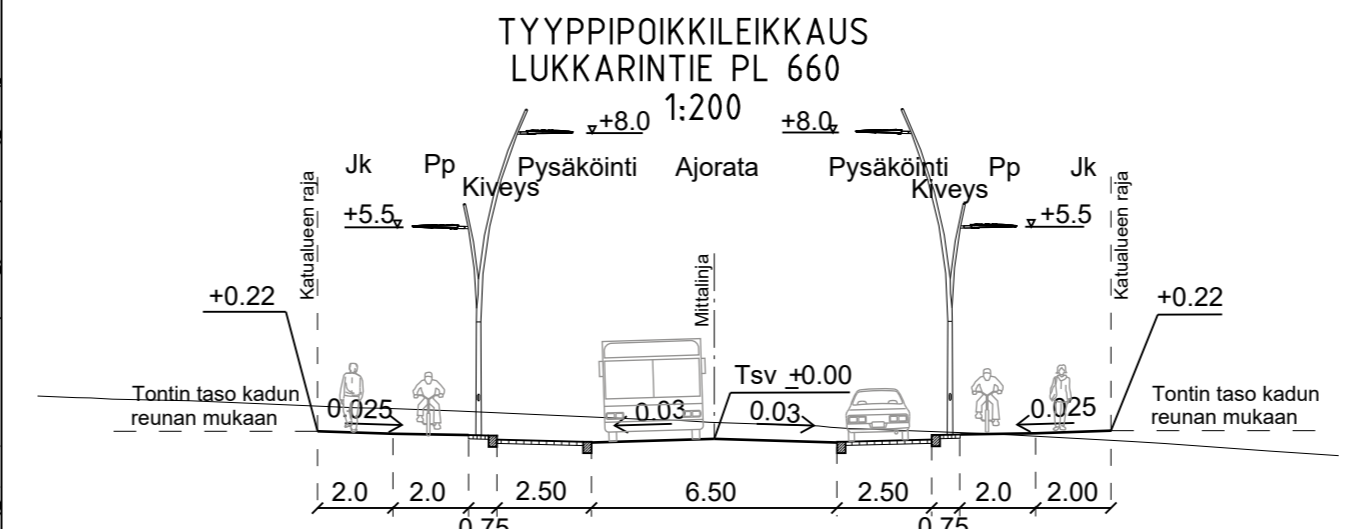 TYYPPIPOIKKILEIKKAUS
LUKKARINTIE PL 660
1:200
+8.0 +8.0
Jk Pp Pysäköinti Ajorata Pysäköinti Pp Jk
Kiveys Kiveys
+5.5 +5.5
Katualueen raja Mittalinja Katualueen raja
+0.22 +0.22
Tsv ±0.00
Tontin taso kadun
reunan mukaan
0.025 0.03 0.03 0.025
Tontin taso kadun
reunan mukaan
2.0 2.0 2.50 6.50 2.50 2.0 2.00
0.75 0.75